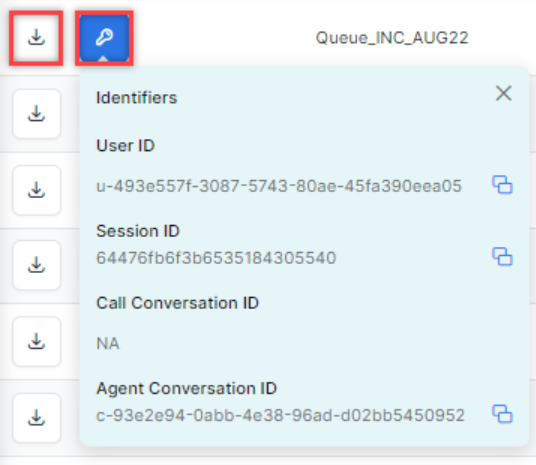 Queue_INC_AUG22
Identifiers
User ID
u-493e557f-3087-5743-80ae-45fa390eea05
Session ID
64476fb6f3b6535184305540
Call Conversation ID
NA
Agent Conversation ID
c-93e2e94-0abb-4e38-96ad-d02bb5450952